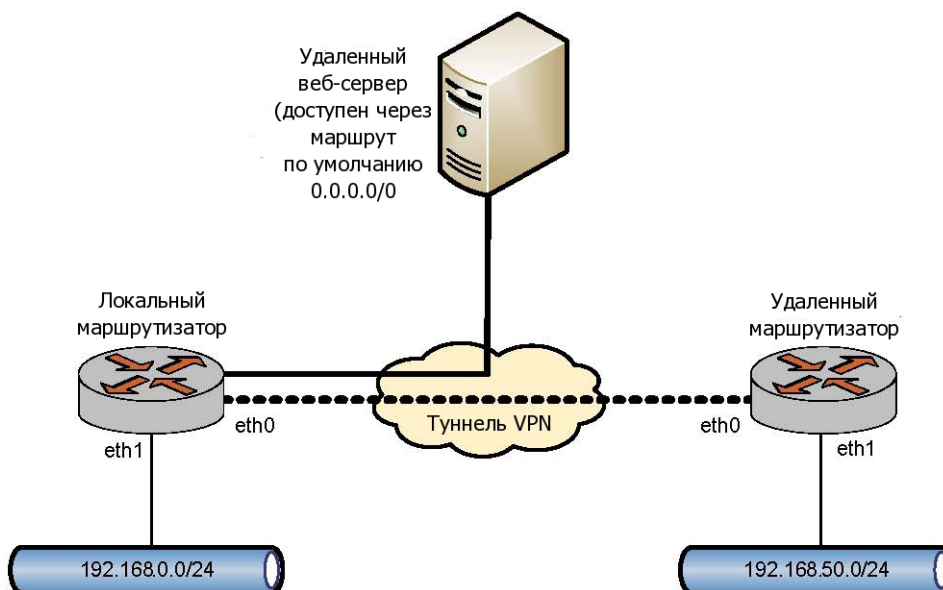 Удаленный
веб-сервер
(доступен через
маршрут
по умолчанию
0.0.0.0/0
Локальный
маршрутизатор
Удаленный
маршрутизатор
Туннель VPN
eth0
eth1
eth0
eth1
192.168.0.0/24
192.168.50.0/24